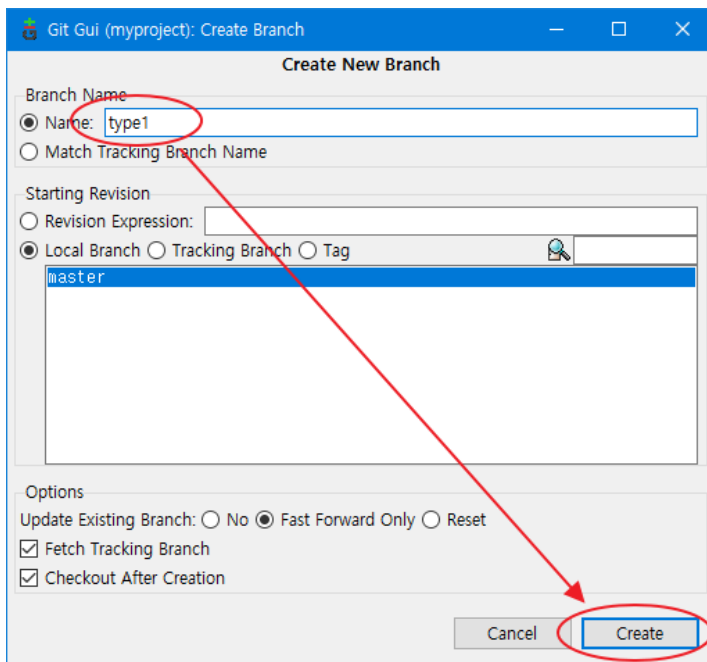 Git Gui (myproject): Create Branch
Create New Branch
Branch Name
Name: type1
Match Tracking Branch Name
Starting Revision
Revision Expression:
Local Branch Tracking Branch Tag
master
Options
Update Existing Branch: No Fast Forward Only Reset
Fetch Tracking Branch
Checkout After Creation
Cancel Create